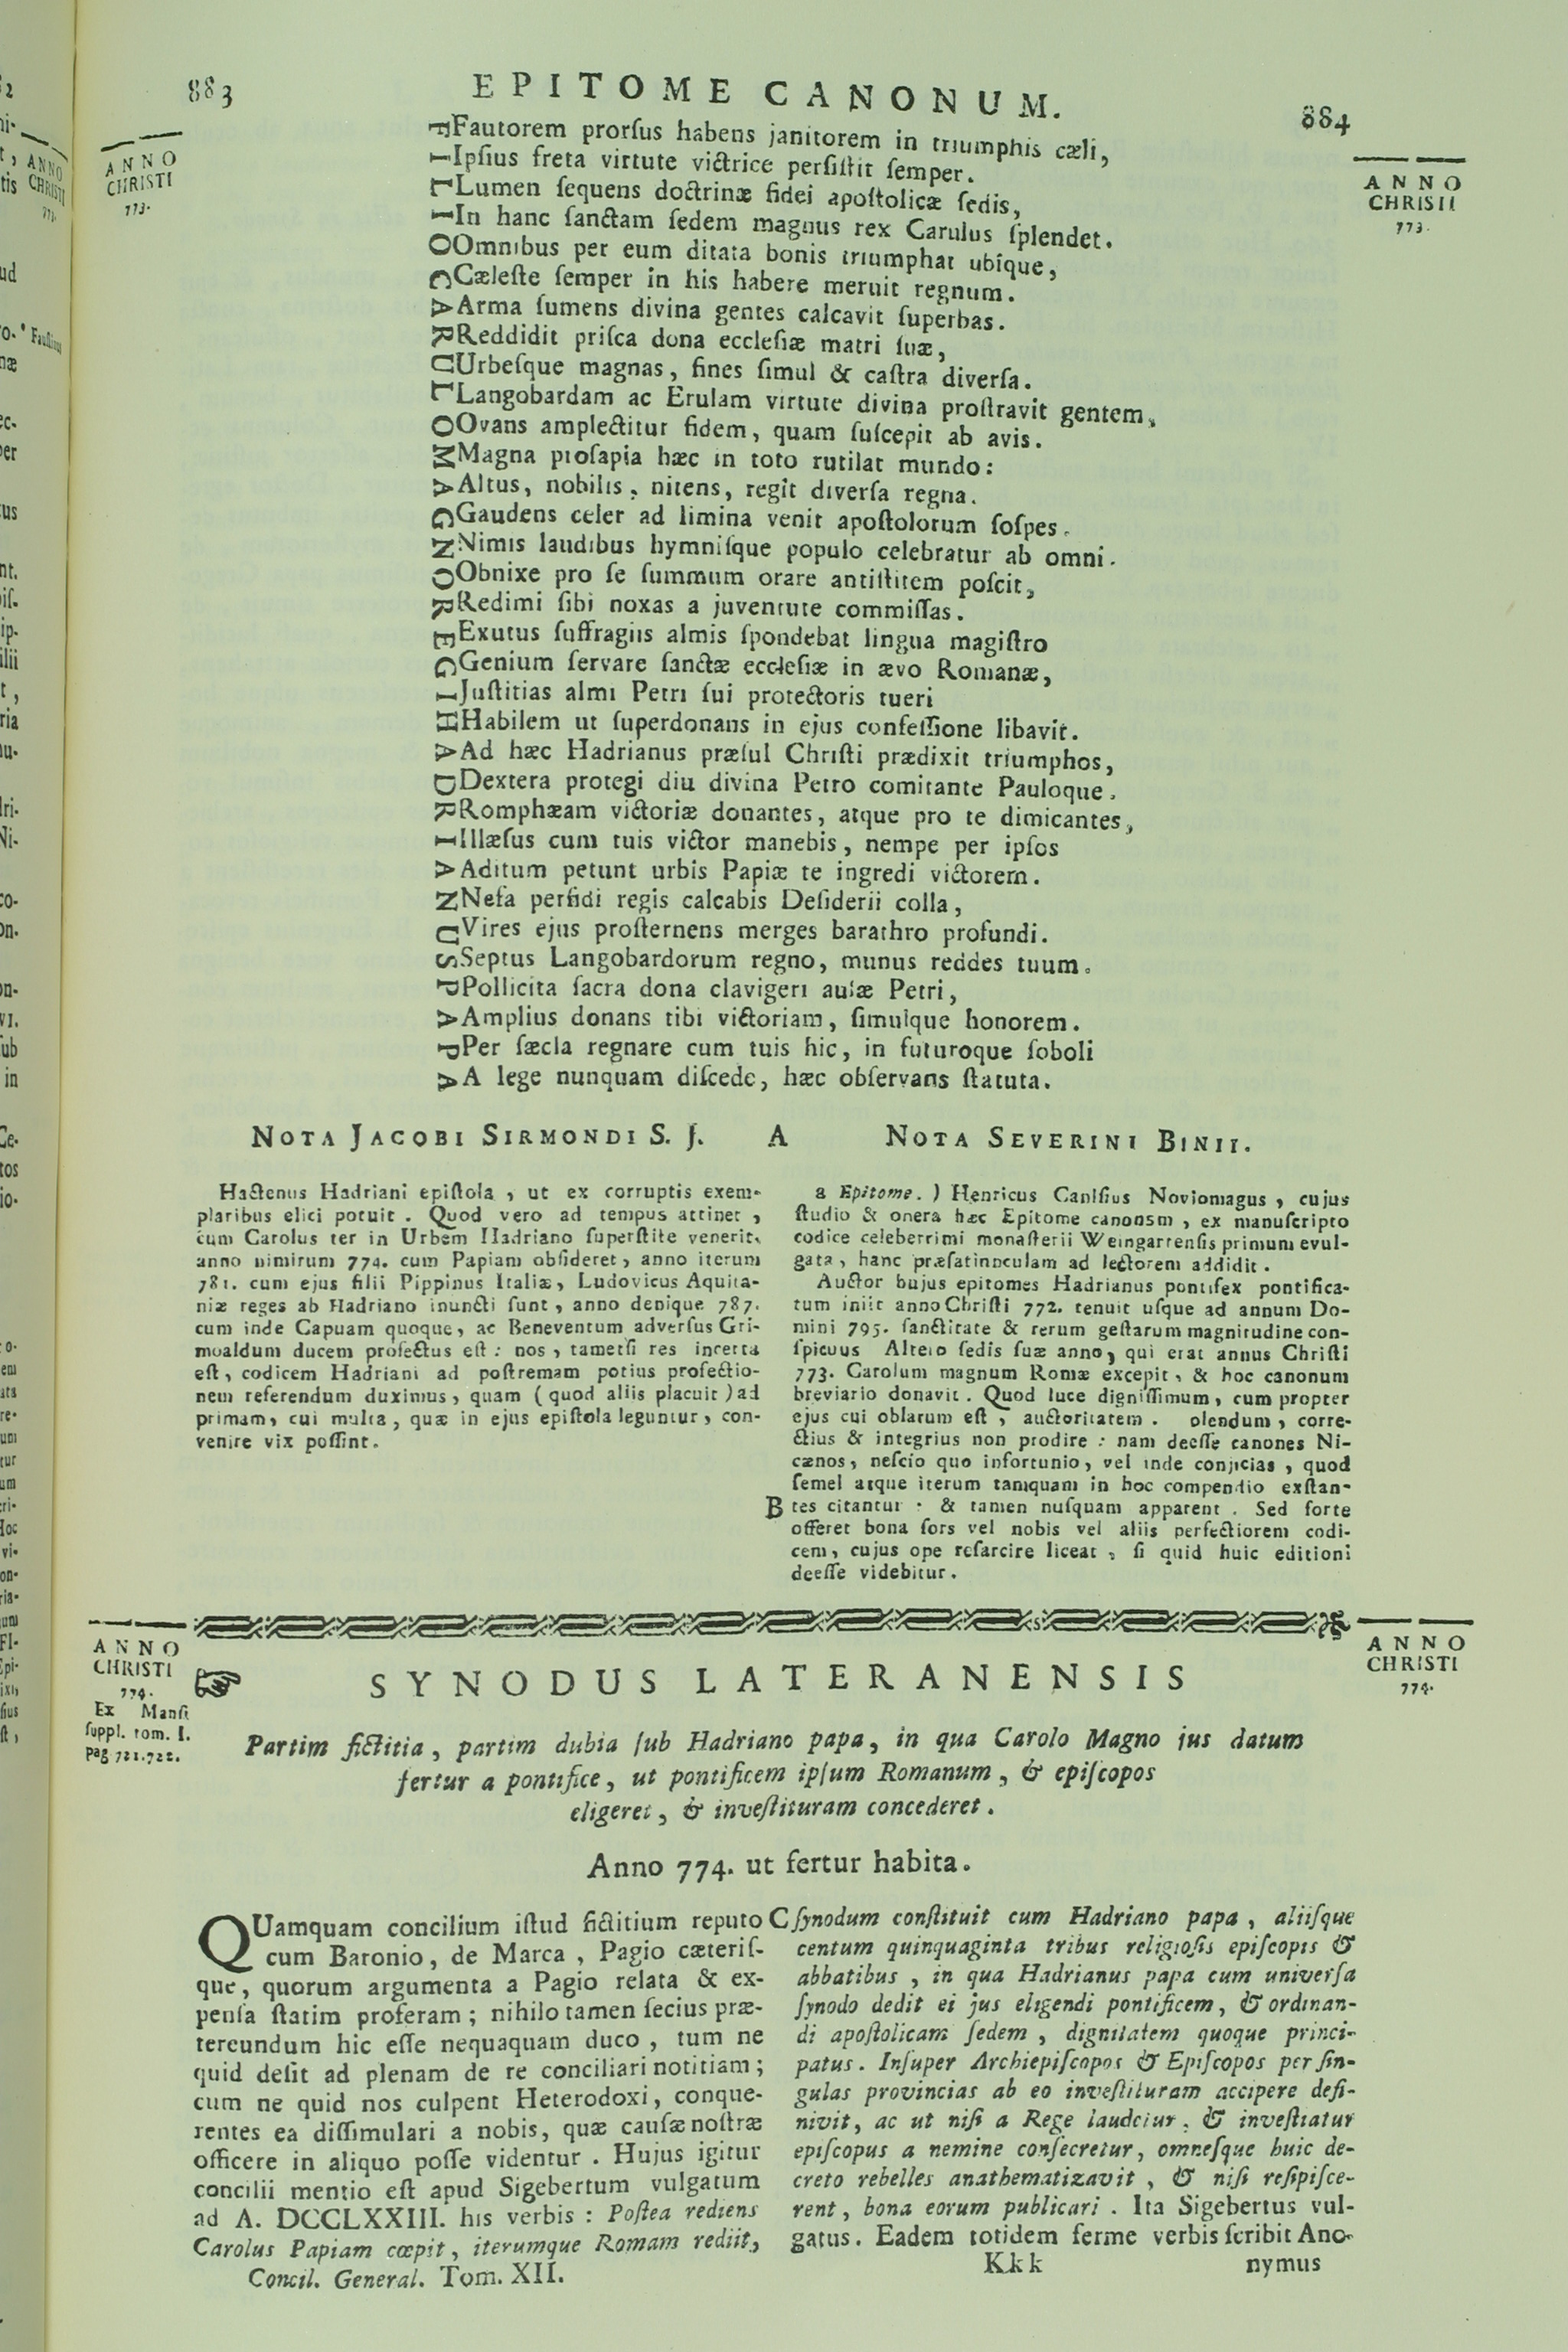 883 EPITOME CANONUM. 884
ANNO
CHRISTI
773.
ANNO
CHRISTI
773.
FFautorem prorſus habens janitorem in triumphis cæli,
IIpſius freta virtute victrice perſiſtit ſemper.
LLumen ſequens doctrinæ fidei apoſtolicæ ſedis,
IIn hanc ſanctam ſedem magnus rex Carulus ſplendet.
OOmnibus per eum ditata bonis triumphat ubique,
CCæleſte ſemper in his habere meruit regnum.
AArma ſumens divina gentes calcavit ſuperbas.
RReddidit priſca dona eccleſiæ matri ſuæ,
UUrbeſque magnas, fines ſimul & caſtra diverſa.
LLangobardam ac Erulam virtute divina proſtravit gentem,
OOvans amplectitur fidem, quam ſuſcepit ab avis.
MMagna proſapia hæc in toto rutilat mundo:
AAltus, nobilis, nitens, regit diverſa regna.
GGaudens celer ad limina venit apoſtolorum ſoſpes.
NNimis laudibus hymniſque populo celebratur ab omni.
OObnixe pro ſe ſummum orare antiſtitem poſcit,
RRedimi ſibi noxas a juventute commiſſas.
EExutus ſuffragiis almis ſpondebat lingua magiſtro
GGenium ſervare ſanctæ eccleſiæ in ævo Romanæ,
IJuſtitias almi Petri ſui protectoris tueri
HHabilem ut ſuperdonans in ejus confeſſione libavit.
AAd hæc Hadrianus præſul Chriſti prædixit triumphos,
DDextera protegi diu divina Petro comitante Pauloque.
RRomphæam victoriæ donantes, atque pro te dimicantes,
IIllæſus cum tuis victor manebis, nempe per ipſos
AAditum petunt urbis Papiæ te ingredi victorem.
NNefa perfidi regis calcabis Deſiderii colla,
UVires ejus proſternens merges barathro profundi.
SSeptus Langobardorum regno, munus reddes tuum.
PPollicita ſacra dona clavigeri aulæ Petri,
AAmplius donans tibi victoriam, ſimulque honorem.
PPer ſæcla regnare cum tuis hic, in futuroque ſoboli
AA lege nunquam diſcede, hæc obſervans ſtatuta.
NOTA JACOBI SIRMONDI S. J.
Hactenus Hadriani epiſtola, ut ex corruptis exem-
plaribus elici potuit. Quod vero ad tempus attinet,
cum Carolus ter in Urbem Hadriano ſuperſtite venerit,
anno nimirum 774. cum Papiam obſideret, anno iterum
781. cum ejus filii Pippinus Italiæ, Ludovicus Aquita-
niæ reges ab Hadriano inuncti ſunt, anno denique 787.
cum inde Capuam quoque, ac Beneventum adverſus Gri-
moaldum ducem profectus eſt: nos, tametſi res incerta
eſt, codicem Hadriani ad poſtremam potius profectio-
nem referendum duximus, quam (quod aliis placuit) ad
primam, cui multa, quæ in ejus epiſtola leguntur, con-
venire vix poſſint.
A NOTA SEVERINI BINII.
a Epitome.) Henricus Caniſius Noviomagus, cujus
ſtudio & opera hæc Epitome canonsm, ex manuſcripto
codice celeberrimi monaſterii Weingarrenſis primum evul-
gata, hanc præfatiunculam ad lectorem addidit.
Auctor hujus epitomes Hadrianus pontifex pontifica-
tum iniit anno Chriſti 772. tenuit uſque ad annum Do-
mini 795. ſanctitate & rerum geſtarum magnitudine con-
ſpicuus Altero ſedis ſuæ anno, qui erat annus Chriſti
773. Carolum magnum Romæ excepit, & hoc canonum
breviario donavit. Quod luce digniſſimum, cum propter
ejus cui oblatum eſt, auctoritatem. olendum, corre-
ctius & integrius non prodire: nam deeſſe canones Ni-
cænos, neſcio quo infortunio, vel inde conjicias, quod
ſemel atque iterum tamquam in hoc compendio exſtan-
B tes citantur: & tamen nuſquam apparent. Sed forte
offeret bona ſors vel nobis vel aliis perfectiorem codi-
cem, cujus ope reſarcire liceat, ſi quid huic editioni
deeſſe videbitur.
ANNO
CHRISTI
774.
Ex Manſi
ſuppl. tom. I.
pag 721.722.
ANNO
CHRISTI
774.
☞ SYNODUS LATERANENSIS
Partim fictitia, partim dubia ſub Hadriano papa, in qua Carolo Magno jus datum
fertur a pontifice, ut pontificem ipſum Romanum, & epiſcopos
eligeret, & inveſtituram concederet.
Anno 774. ut fertur habita.
QUamquam concilium iſtud fictitium reputo
cum Baronio, de Marca, Pagio cæteriſ-
que, quorum argumenta a Pagio relata & ex-
penſa ſtatim proferam; nihilo tamen ſecius præ-
tereundum hic eſſe nequaquam duco, tum ne
quid deſit ad plenam de re conciliari notitiam;
cum ne quid nos culpent Heterodoxi, conque-
rentes ea diſſimulari a nobis, quæ cauſæ noſtræ
officere in aliquo poſſe videntur. Hujus igitur
concilii mentio eſt apud Sigebertum vulgatum
ad A. DCCLXXIII. his verbis: Poſtea rediens
Carolus Papiam cœpit, iterumque Romam rediit,
C ſynodum conſtituit cum Hadriano papa, aliiſque
centum quinquaginta tribus religioſis epiſcopis &
abbatibus, in qua Hadrianus papa cum univerſa
ſynodo dedit ei jus eligendi pontificem, & ordinan-
di apoſtolicam ſedem, dignitatem quoque princi-
patus. Inſuper Archiepiſcopos & Epiſcopos per ſin-
gulas provincias ab eo inveſtituram accipere defi-
nivit, ac ut niſi a Rege laudetur, & inveſtiatur
epiſcopus a nemine conſecretur, omneſque huic de-
creto rebelles anathematizavit, & niſi reſipiſce-
rent, bona eorum publicari. Ita Sigebertus vul-
gatus. Eadem totidem ferme verbis ſcribit Ano-
Concil. General. Tom. XII. Kkk nymus